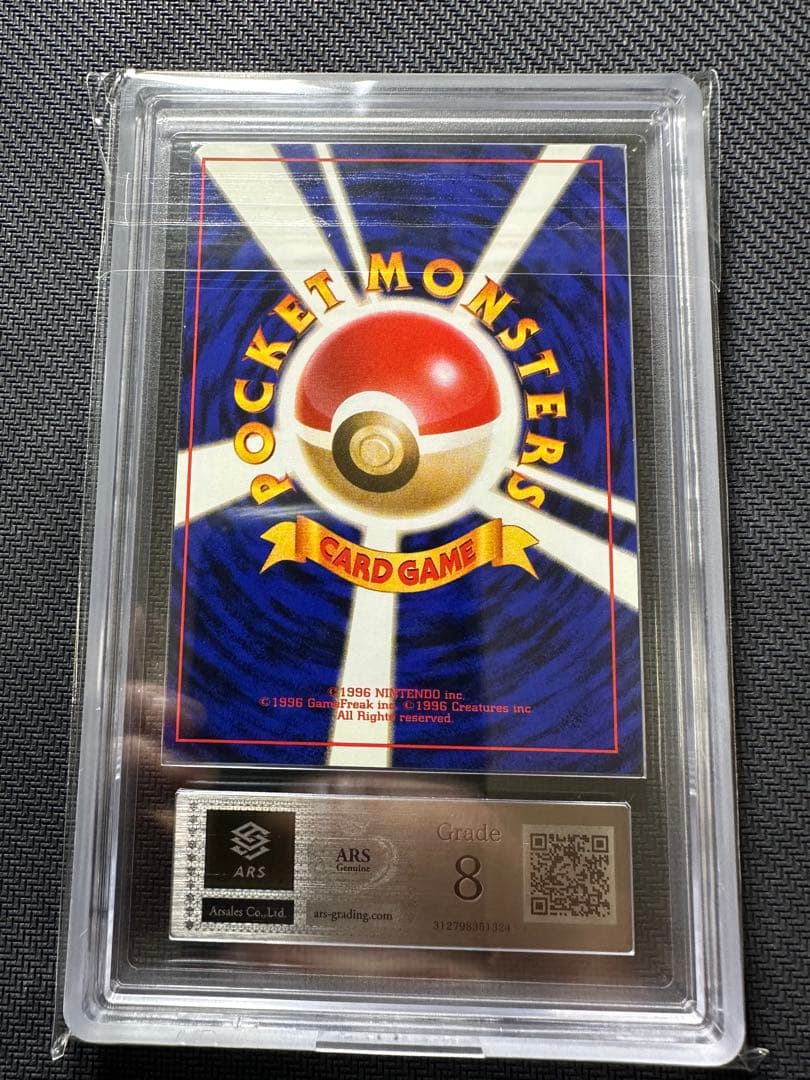 POCKET MONSTERS
CARD GAME
©1996 NINTENDO inc.
©1996 GameFreak inc. ©1996 Creatures inc
All Rights reserved.
ARS
Arsales Co.,Ltd.
ARS
Genuine
ars-grading.com
Grade
8
312798351324